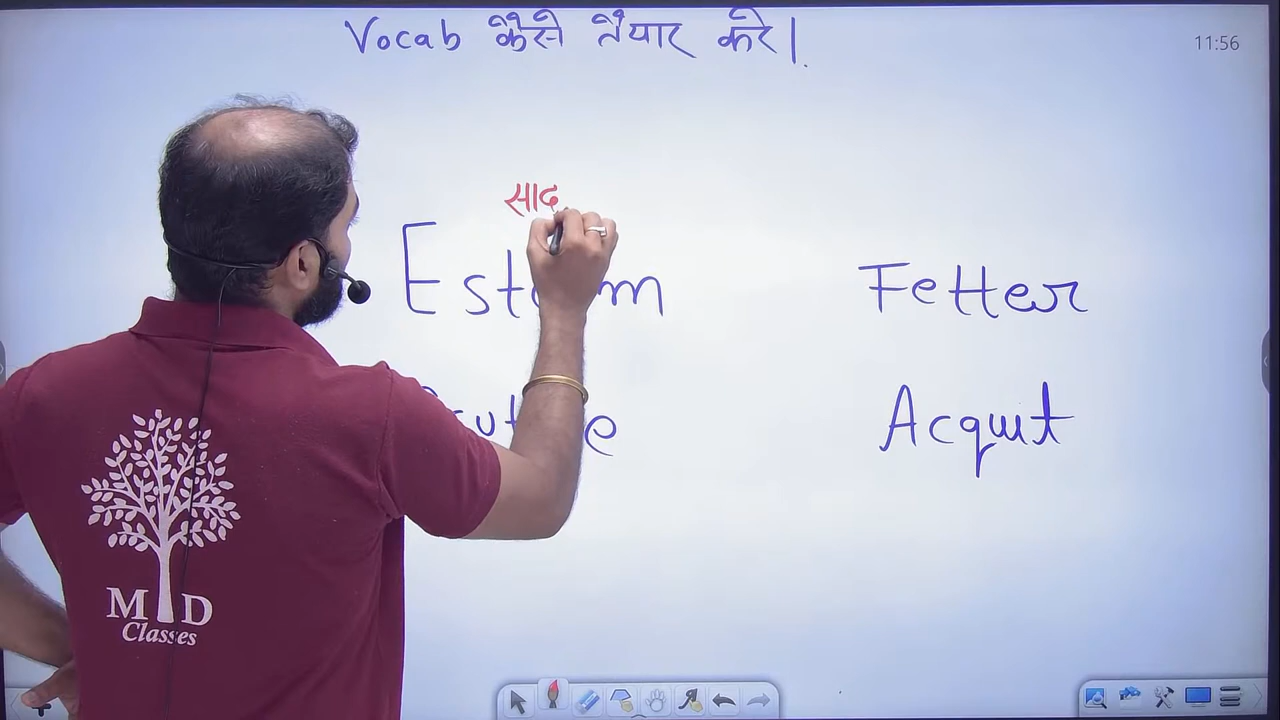 Vocab कैसे तैयार करे।
11:56
साद
Fetter
Acquit
MD
Classes